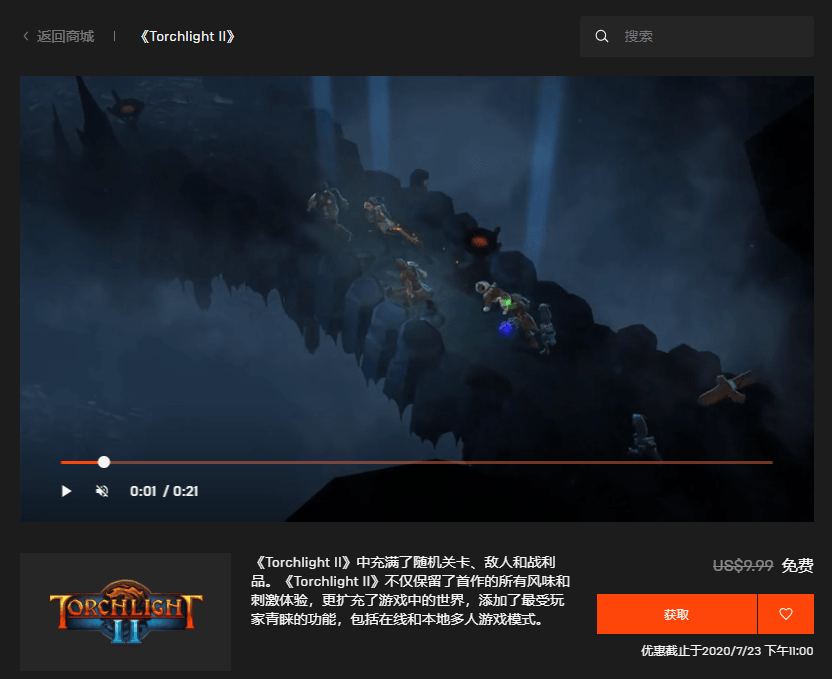 返回商城 | 《Torchlight II》
搜索
0:01 / 0:21
TORCHLIGHT
II
《Torchlight II》中充满了随机关卡、敌人和战利
品。《Torchlight II》不仅保留了首作的所有风味和
刺激体验，更扩充了游戏中的世界，添加了最受玩
家青睐的功能，包括在线和本地多人游戏模式。
US$9.99 免费
获取
优惠截止于2020/7/23 下午11:00